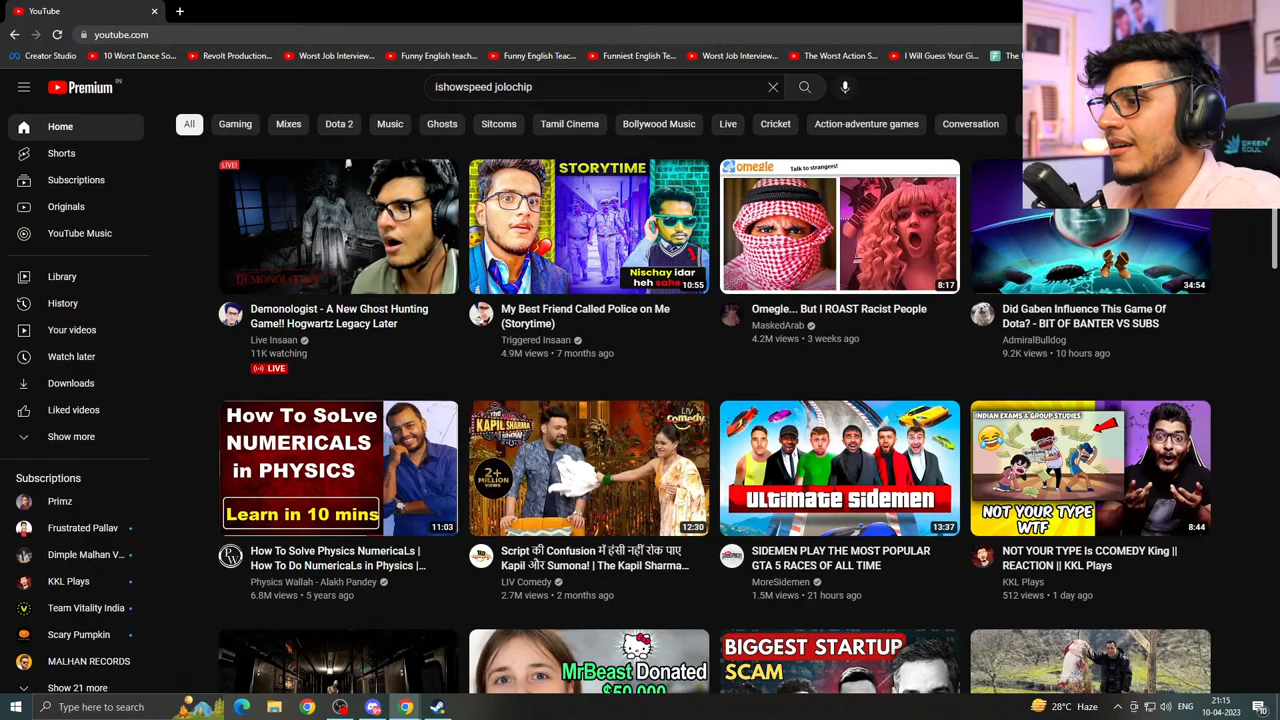 YouTube
youtube.com
Creator Studio
10 Worst Dance So...
Revolt Production...
Worst Job Interview...
Funny English teach...
Funny English Teac...
Funniest English Te...
Worst Job Interview...
The Worst Action S...
I Will Guess Your Gi...
Premium IN
ishowspeed jolochip
Home
Shorts
Subscriptions
Originals
YouTube Music
Library
History
Your videos
Watch later
Downloads
Liked videos
Show more
Subscriptions
Primz
Frustrated Pallav
Dimple Malhan V...
KKL Plays
Team Vitality India
Scary Pumpkin
MALHAN RECORDS
Show 21 more
All
Gaming
Mixes
Dota 2
Music
Ghosts
Sitcoms
Tamil Cinema
Bollywood Music
Live
Cricket
Action-adventure games
Conversation
GREEN
SOUL
LIVE!
DEMONOLOGIST
Demonologist - A New Ghost Hunting
Game!! Hogwartz Legacy Later
Live Insaan
11K watching
LIVE
STORYTIME
Nischay idar
heh sahe
10:55
My Best Friend Called Police on Me
(Storytime)
Triggered Insaan
4.9M views • 7 months ago
omegle
Talk to strangers!
8:17
Omegle... But I ROAST Racist People
MaskedArab
4.2M views • 3 weeks ago
34:54
Did Gaben Influence This Game Of
Dota? - BIT OF BANTER VS SUBS
AdmiralBulldog
9.2K views • 10 hours ago
How To SoLve
NUMERICALS
in PHYSICS
Learn in 10 mins
11:03
How To Solve Physics NumericaLs |
How To Do NumericaLs in Physics |...
Physics Wallah - Alakh Pandey
6.8M views • 5 years ago
THE
KAPIL SHARMA
SHOW
LIV
Comedy
2+
MILLION
VIEWS
12:30
Script की Confusion में हंसी नहीं रोक पाए
Kapil और Sumona! | The Kapil Sharma...
LIV Comedy
2.7M views • 2 months ago
ULTIMATE SIDEMEN
13:37
SIDEMEN PLAY THE MOST POPULAR
GTA 5 RACES OF ALL TIME
MoreSidemen
1.5M views • 21 hours ago
INDIAN EXAMS & GROUP STUDIES
NOT YOUR TYPE
WTF
8:44
NOT YOUR TYPE Is CCOMEDY King ||
REACTION || KKL Plays
KKL Plays
512 views • 1 day ago
Hello Kitty
MrBeast Donated
$50,000
BIGGEST STARTUP
SCAM
Type here to search
28°C Haze
ENG
21:15
10-04-2023
10